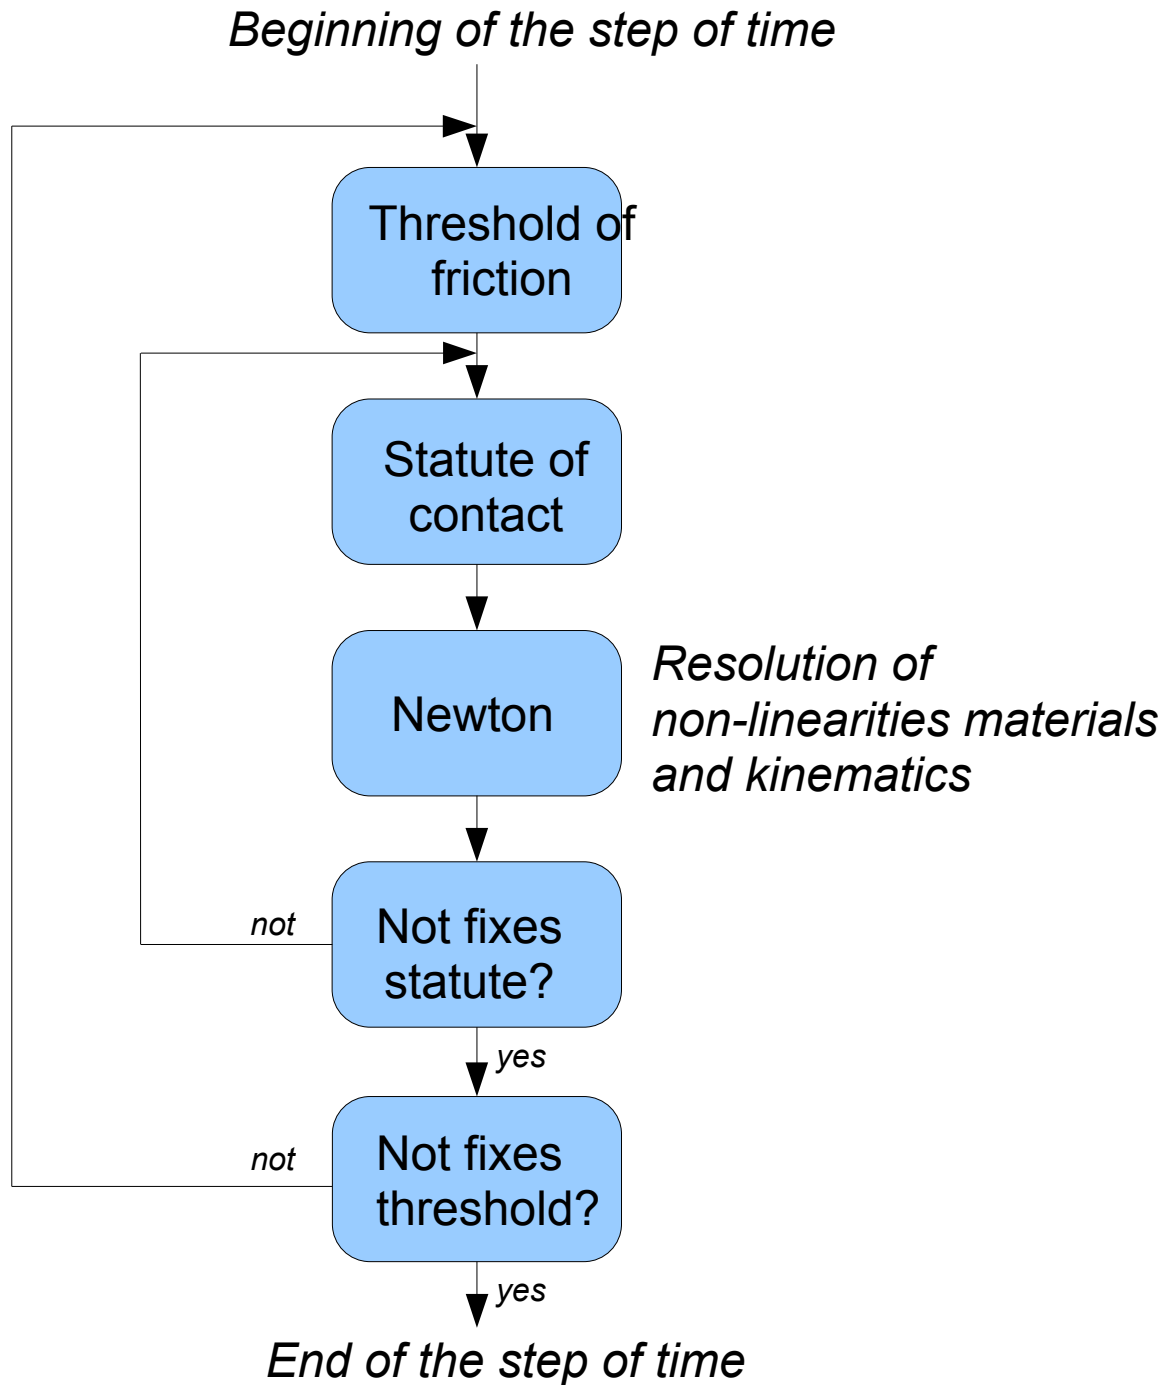 Beginning of the step of time
Threshold of
friction
Statute of
contact
Newton
Resolution of
non-linearities materials
and kinematics
not
Not fixes
statute?
yes
not
Not fixes
threshold?
yes
End of the step of time